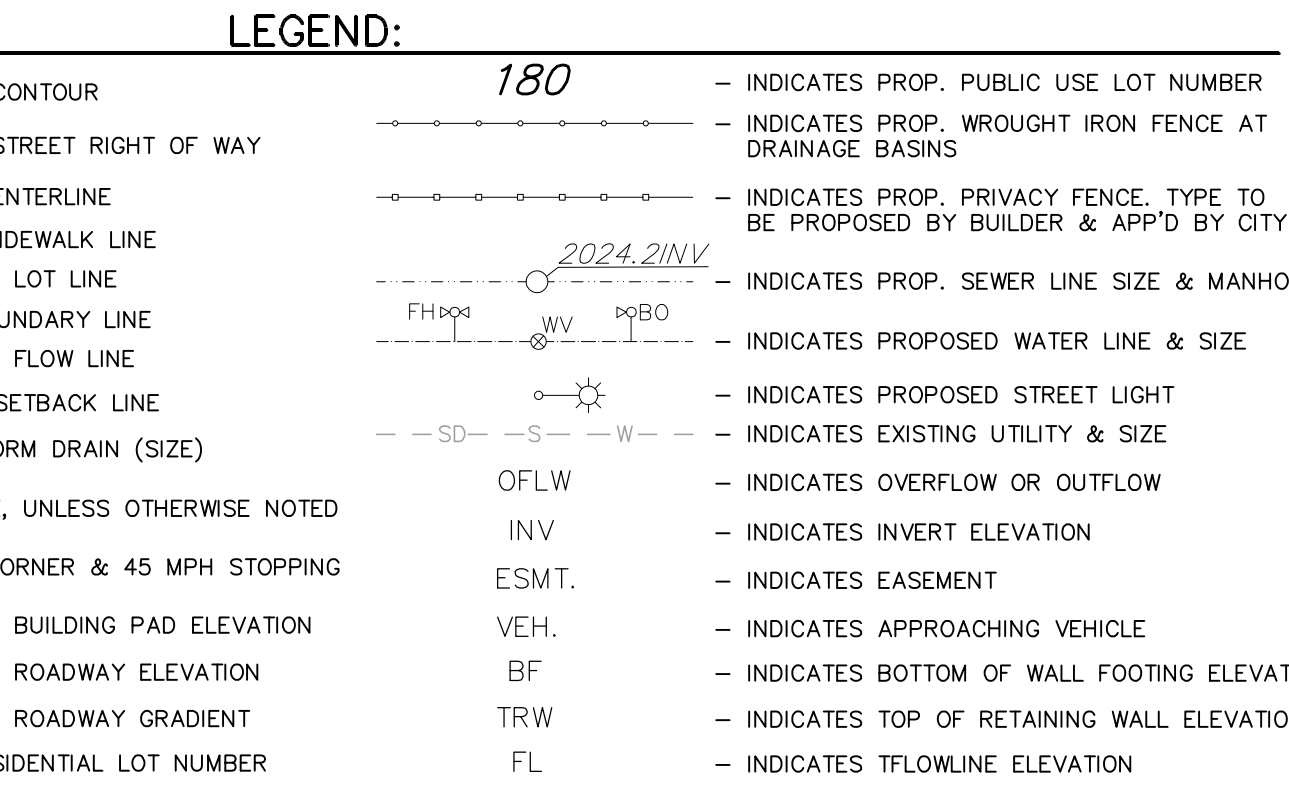 LEGEND:
CONTOUR
STREET RIGHT OF WAY
ENTERLINE
IDEWALK LINE
LOT LINE
UNDARY LINE
FLOW LINE
SETBACK LINE
ORM DRAIN (SIZE)
, UNLESS OTHERWISE NOTED
ORNER & 45 MPH STOPPING
BUILDING PAD ELEVATION
ROADWAY ELEVATION
ROADWAY GRADIENT
SIDENTIAL LOT NUMBER
180 – INDICATES PROP. PUBLIC USE LOT NUMBER
– INDICATES PROP. WROUGHT IRON FENCE AT
DRAINAGE BASINS
– INDICATES PROP. PRIVACY FENCE. TYPE TO
BE PROPOSED BY BUILDER & APP'D BY CITY
2024.2INV
– INDICATES PROP. SEWER LINE SIZE & MANHO
FH WV BO
– INDICATES PROPOSED WATER LINE & SIZE
– INDICATES PROPOSED STREET LIGHT
— —SD— —S— —W— — – INDICATES EXISTING UTILITY & SIZE
OFLW – INDICATES OVERFLOW OR OUTFLOW
INV – INDICATES INVERT ELEVATION
ESMT. – INDICATES EASEMENT
VEH. – INDICATES APPROACHING VEHICLE
BF – INDICATES BOTTOM OF WALL FOOTING ELEVAT
TRW – INDICATES TOP OF RETAINING WALL ELEVATIO
FL – INDICATES TFLOWLINE ELEVATION